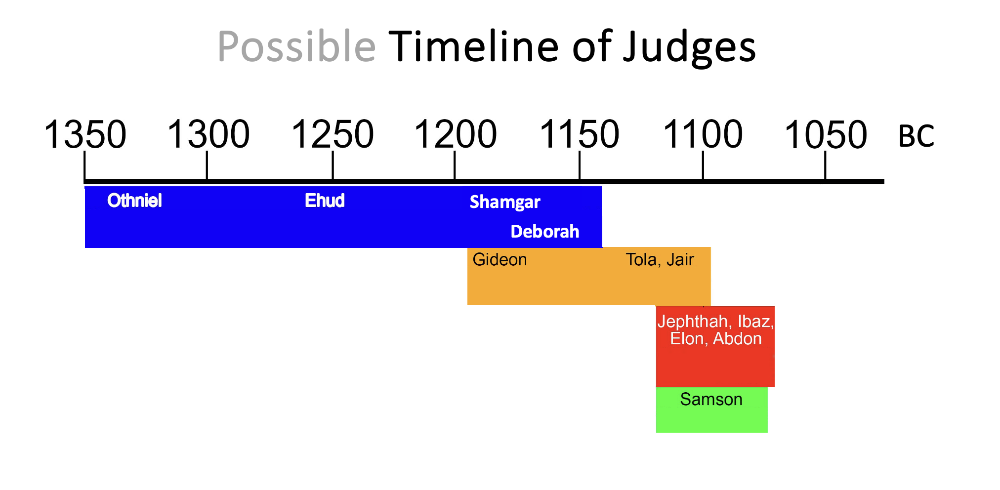 Possible Timeline of Judges
1350 1300 1250 1200 1150 1100 1050 BC
Othniel Ehud Shamgar
Deborah
Gideon Tola, Jair
Jephthah, Ibaz,
Elon, Abdon
Samson